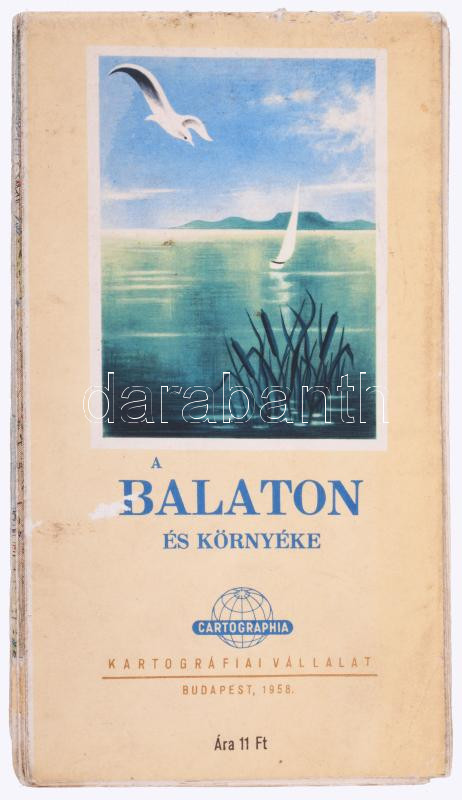 darabanth
A
BALATON
ÉS KÖRNYÉKE
CARTOGRAPHIA
KARTOGRÁFIAI VÁLLALAT
BUDAPEST, 1958.
Ára 11 Ft